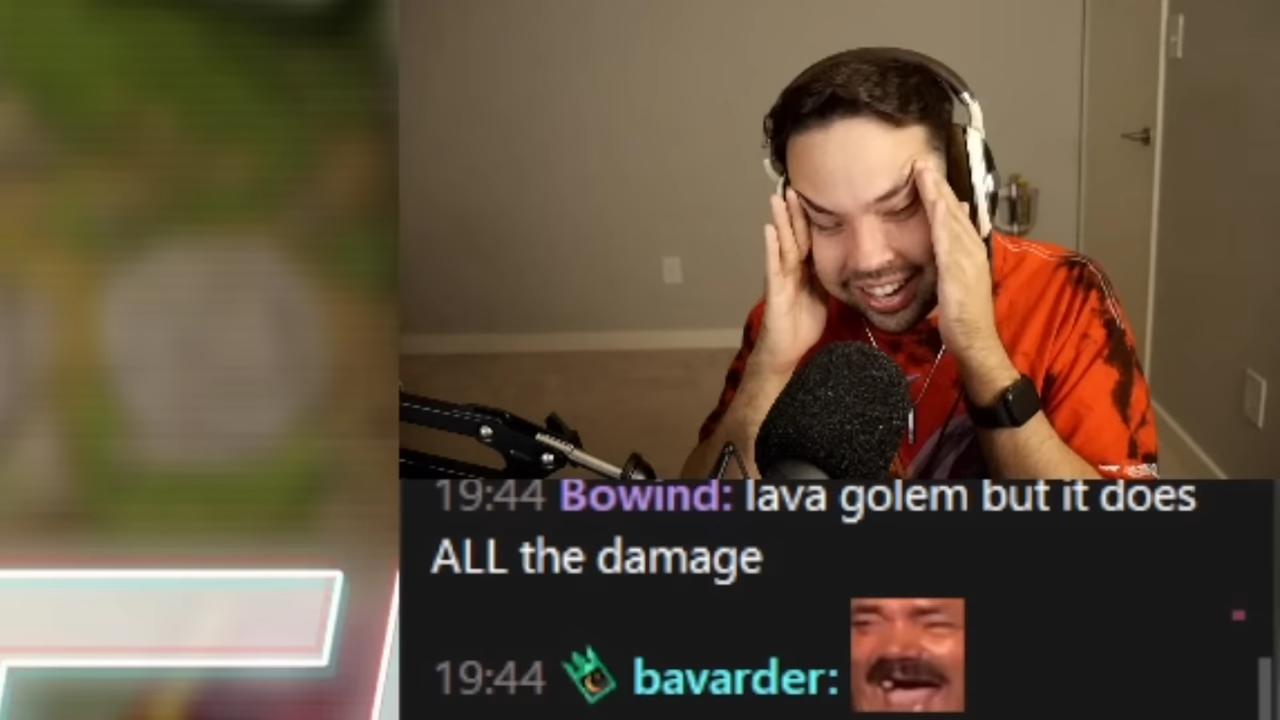 19:44 Bowind: lava golem but it does
ALL the damage
19:44 bavarder: